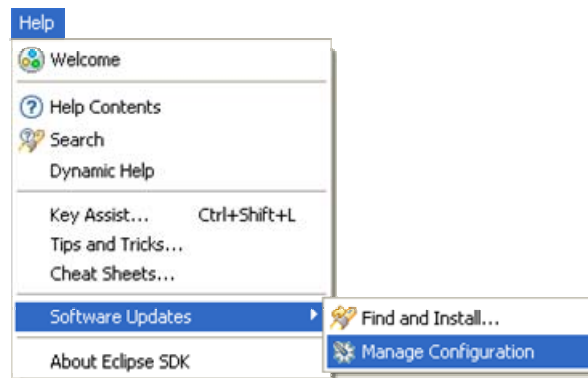 Help
Welcome
Help Contents
Search
Dynamic Help
Key Assist... Ctrl+Shift+L
Tips and Tricks...
Cheat Sheets...
Software Updates
Find and Install...
Manage Configuration
About Eclipse SDK